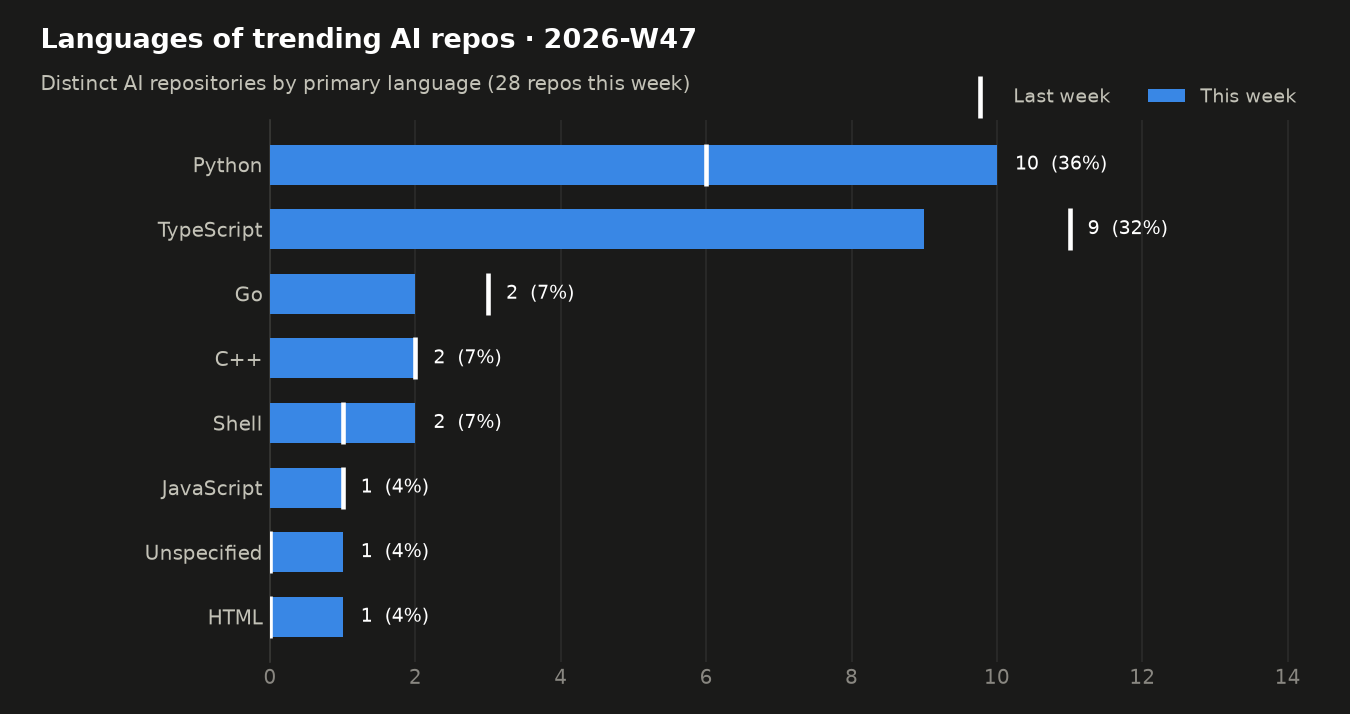 Languages of trending AI repos · 2026-W47
Distinct AI repositories by primary language (28 repos this week)
Last week
This week
Python 10 (36%)
TypeScript 9 (32%)
Go 2 (7%)
C++ 2 (7%)
Shell 2 (7%)
JavaScript 1 (4%)
Unspecified 1 (4%)
HTML 1 (4%)
0 2 4 6 8 10 12 14